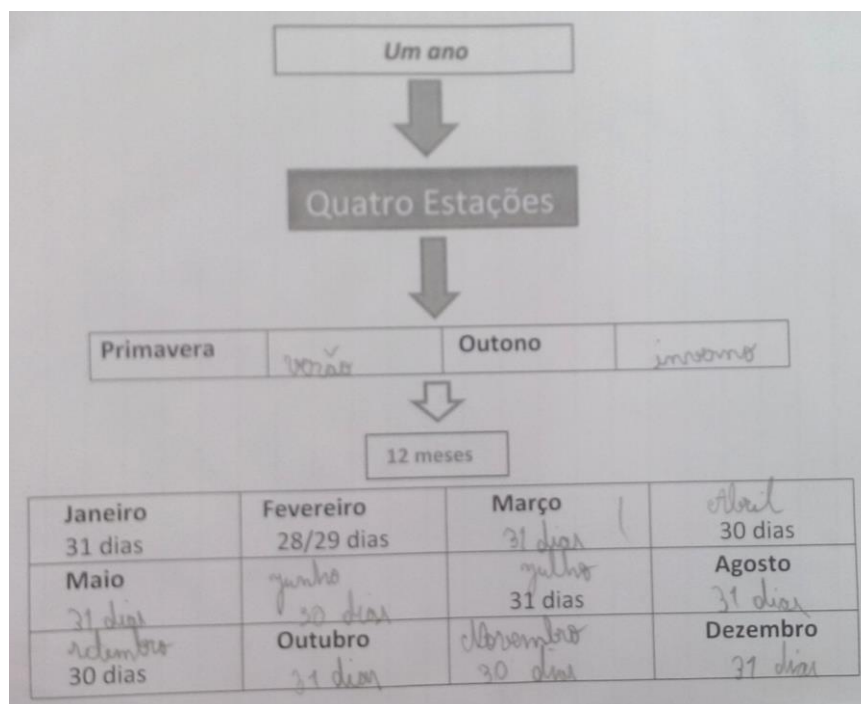 Um ano
Quatro Estações
Primavera verão Outono inverno
12 meses
Janeiro Fevereiro Março Abril
31 dias 28/29 dias 31 dias 30 dias
Maio junho julho Agosto
31 dias 30 dias 31 dias 31 dias
setembro Outubro Novembro Dezembro
30 dias 31 dias 30 dias 31 dias